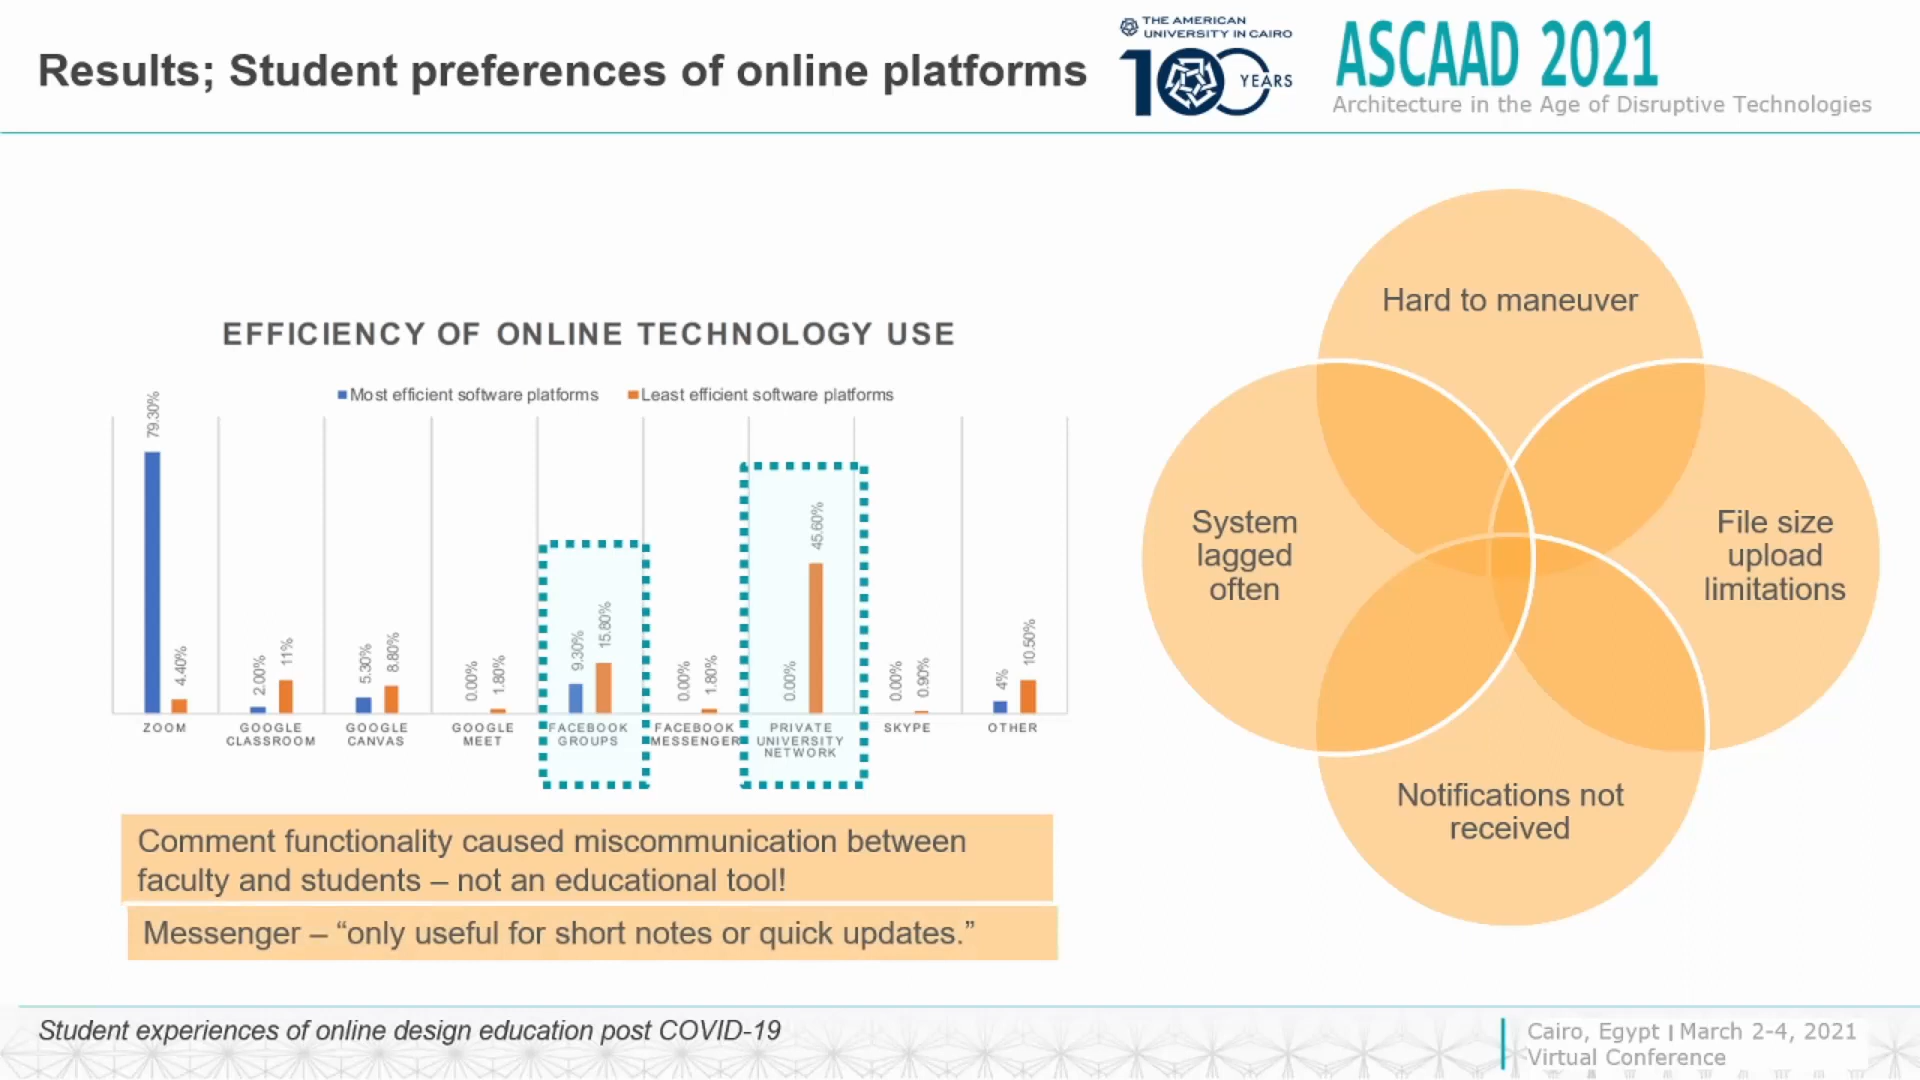 Results; Student preferences of online platforms
THE AMERICAN
UNIVERSITY IN CAIRO
100 YEARS
ASCAAD 2021
Architecture in the Age of Disruptive Technologies
EFFICIENCY OF ONLINE TECHNOLOGY USE
Most efficient software platforms
Least efficient software platforms
79.30%
4.40%
2.00%
11%
5.30%
8.80%
0.00%
1.80%
9.30%
15.80%
0.00%
1.80%
0.00%
45.60%
0.00%
0.90%
4%
10.50%
ZOOM
GOOGLE
CLASSROOM
GOOGLE
CANVAS
GOOGLE
MEET
FACEBOOK
GROUPS
FACEBOOK
MESSENGER
PRIVATE
UNIVERSITY
NETWORK
SKYPE
OTHER
Comment functionality caused miscommunication between
faculty and students – not an educational tool!
Messenger – “only useful for short notes or quick updates.”
Hard to maneuver
System
lagged
often
File size
upload
limitations
Notifications not
received
Student experiences of online design education post COVID-19
Cairo, Egypt | March 2-4, 2021
Virtual Conference